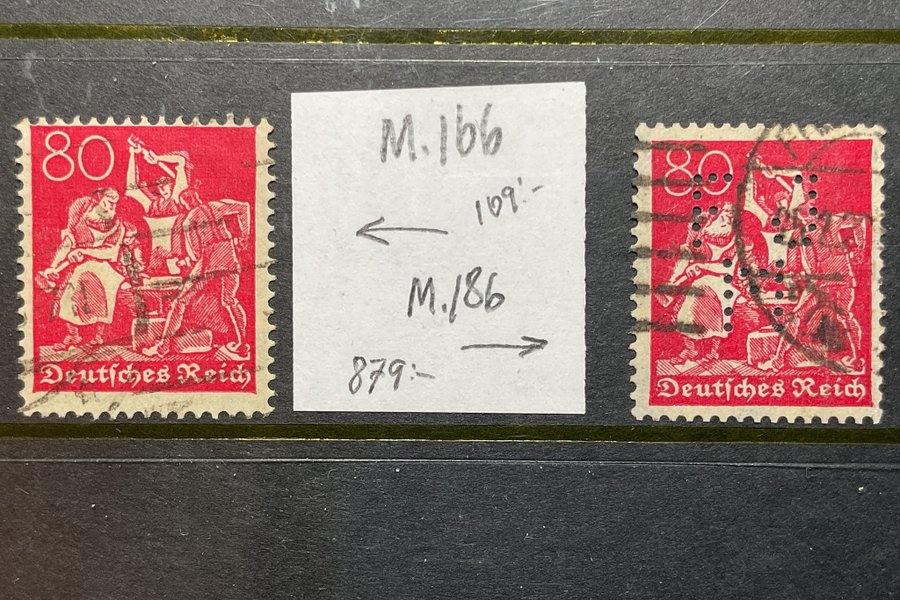 80
Deutsches Reich
M.166
109:-
M.186
879:-
80
Deutsches Reich